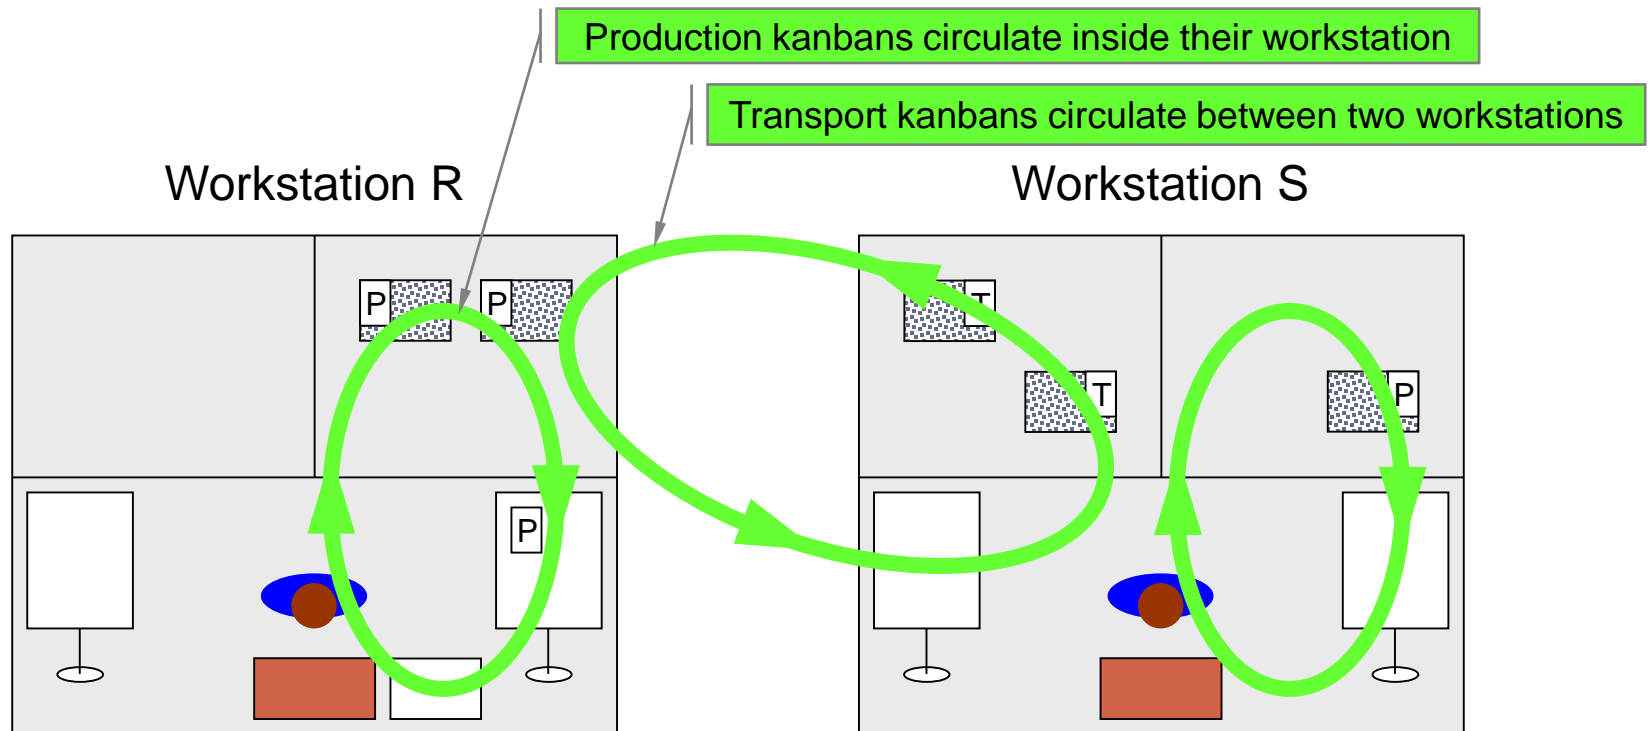 Production kanbans circulate inside their workstation
Transport kanbans circulate between two workstations
Workstation R
Workstation S
P
P
T
T
P
P